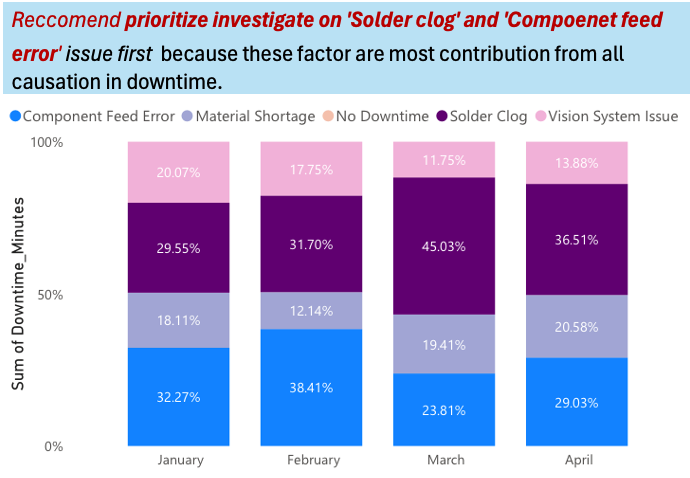 Reccomend prioritize investigate on 'Solder clog' and 'Compoenet feed
error' issue first because these factor are most contribution from all
causation in downtime.
Component Feed Error Material Shortage No Downtime Solder Clog Vision System Issue
Sum of Downtime_Minutes
100%
50%
0%
20.07%
29.55%
18.11%
32.27%
January
17.75%
31.70%
12.14%
38.41%
February
11.75%
45.03%
19.41%
23.81%
March
13.88%
36.51%
20.58%
29.03%
April